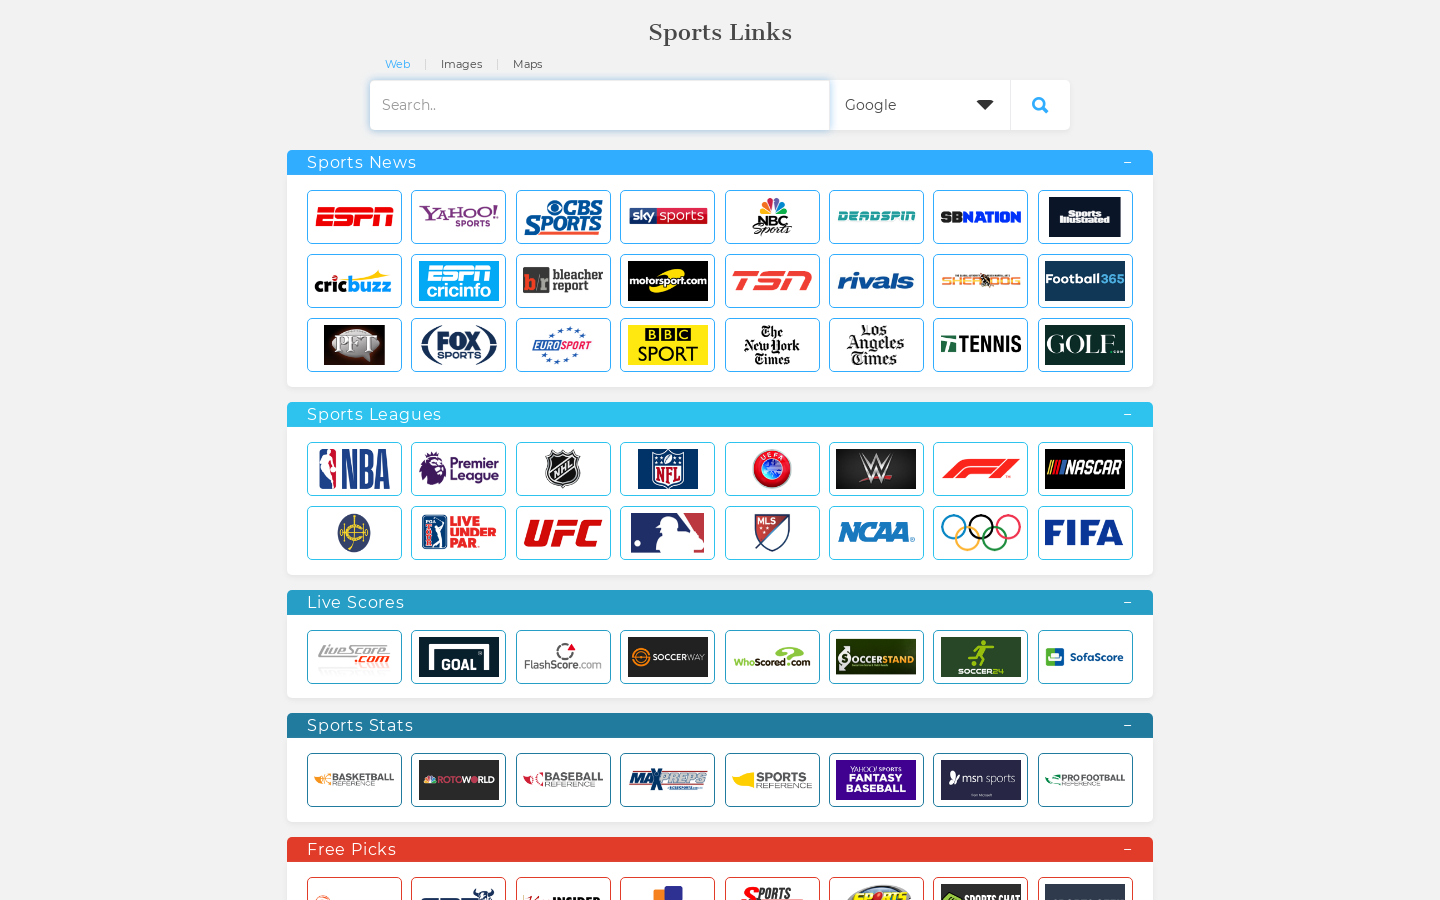 Sports Links
Web
Images
Maps
Search..
Google
Sports News
–
ESPN
YAHOO!
SPORTS
CBS
SPORTS
sky sports
NBC
Sports
DEADSPIN
SBNATION
Sports
Illustrated
cricbuzz
ESPN
cricinfo
b/r bleacher
report
motorsport.com
TSN
rivals
SHERDOG
Football365
PFT
FOX
SPORTS
EUROSPORT
BBC
SPORT
The
New York
Times
Los
Angeles
Times
TENNIS
GOLF.COM
Sports Leagues
–
NBA
Premier
League
NHL
NFL
UEFA
W
F1
NASCAR
PGA
TOUR
LIVE
UNDER
PAR.
UFC
MLS
NCAA
FIFA
Live Scores
–
LiveScore
.com
GOAL
FlashScore.com
SOCCERWAY
WhoScored.com
SOCCERSTAND
SOCCER24
SofaScore
Sports Stats
–
BASKETBALL
REFERENCE
ROTOWORLD
BASEBALL
REFERENCE
MAXPREPS
SPORTS
REFERENCE
YAHOO! SPORTS
FANTASY
BASEBALL
msn sports
PRO FOOTBALL
REFERENCE
Free Picks
–
INSIDER
SPORTS
SPORTS
SPORTS CHAT